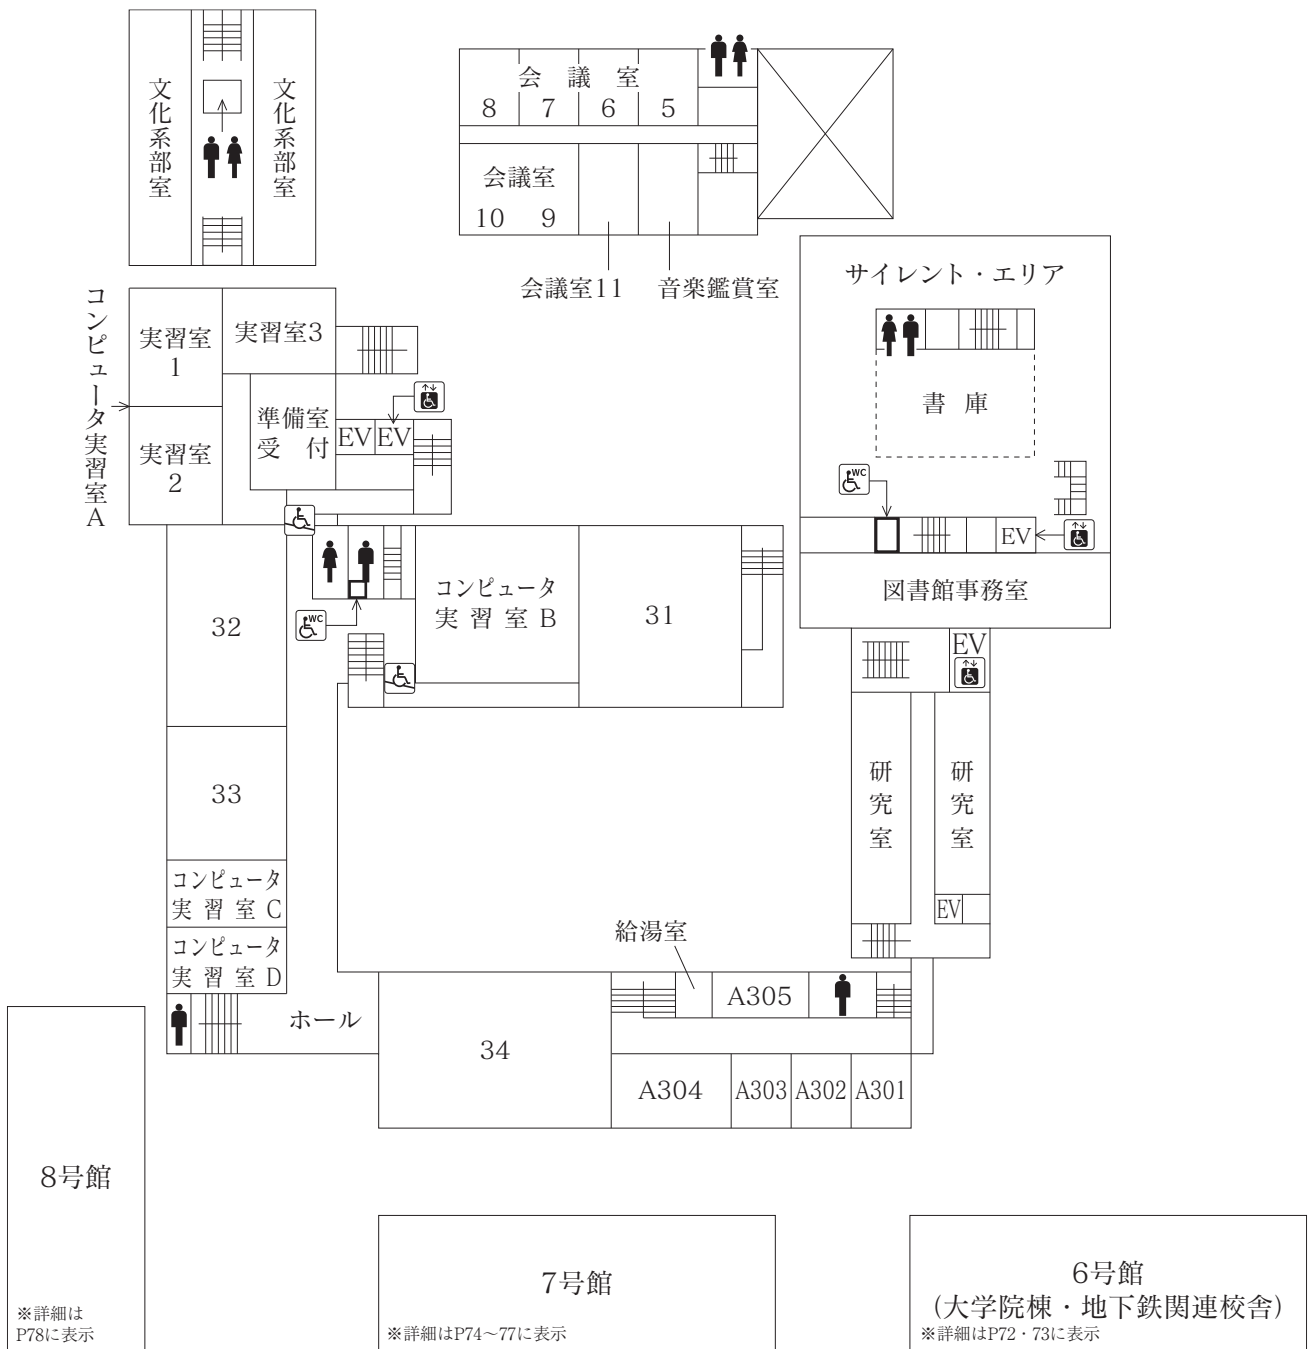 文化系部室
文化系部室
会議室
8 7 6 5
会議室
10 9
会議室11
音楽鑑賞室
サイレント・エリア
書庫
WC
EV
図書館事務室
EV
コンピュータ実習室A
実習室
1
実習室3
実習室
2
準備室
受付
EV
EV
WC
コンピュータ
実習室B
31
32
33
コンピュータ
実習室C
コンピュータ
実習室D
ホール
研究室
研究室
EV
給湯室
A305
34
A304
A303
A302
A301
8号館
※詳細は
P78に表示
7号館
※詳細はP74~77に表示
6号館
(大学院棟・地下鉄関連校舎)
※詳細はP72・73に表示